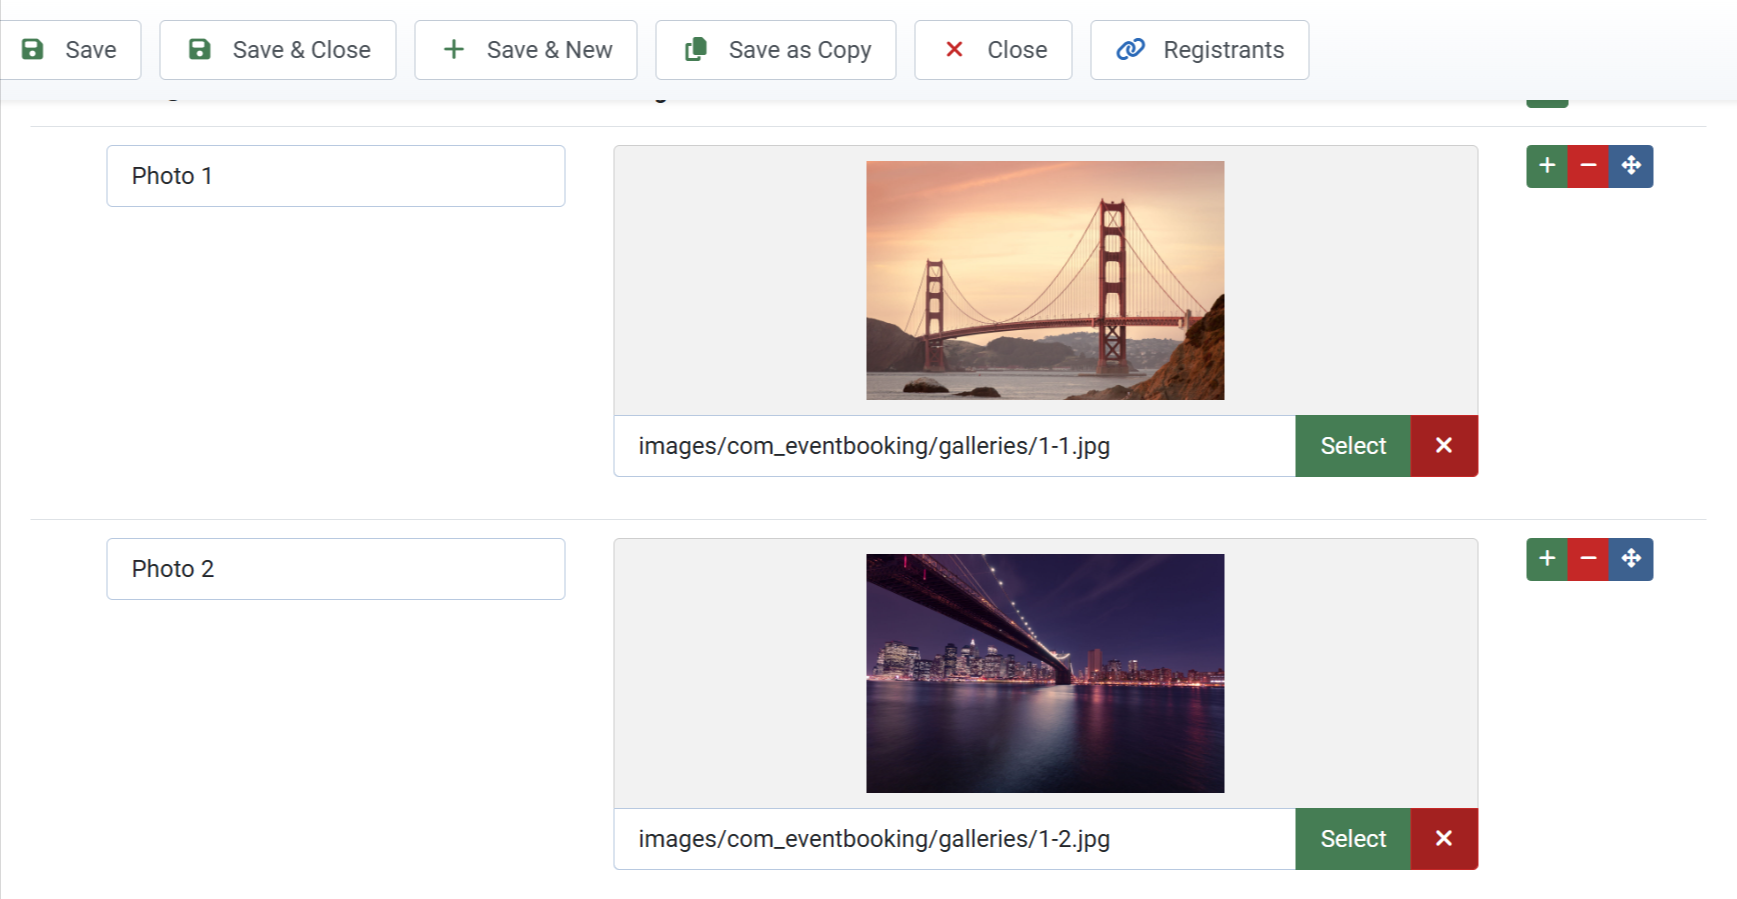 Save Save & Close Save & New Save as Copy Close Registrants
Photo 1
images/com_eventbooking/galleries/1-1.jpg Select
Photo 2
images/com_eventbooking/galleries/1-2.jpg Select